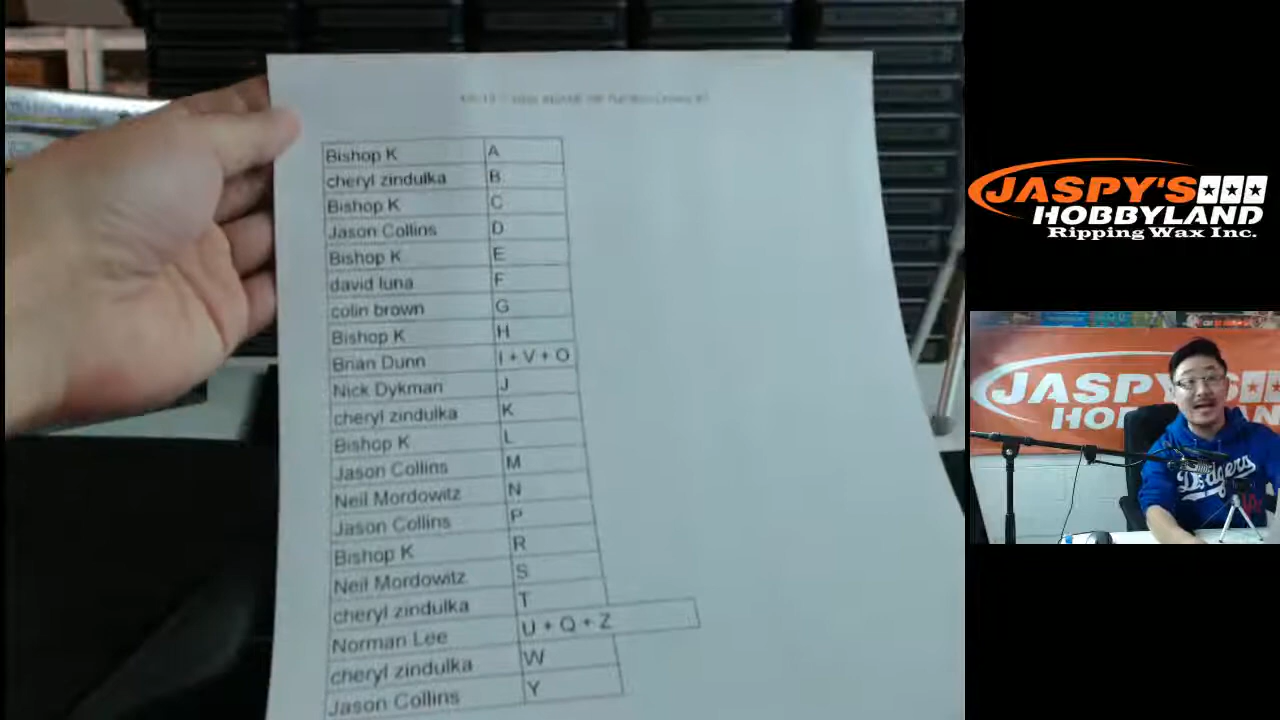 Bishop K A
cheryl zindulka B
Bishop K C
Jason Collins D
Bishop K E
david luna F
colin brown G
Bishop K H
Brian Dunn I + V + O
Nick Dykman J
cheryl zindulka K
Bishop K L
Jason Collins M
Neil Mordowitz N
Jason Collins P
Bishop K R
Neil Mordowitz S
cheryl zindulka T
Norman Lee U + Q + Z
cheryl zindulka W
Jason Collins Y
JASPY'S
HOBBYLAND
Ripping Wax Inc.
JASPY'S
Dodgers